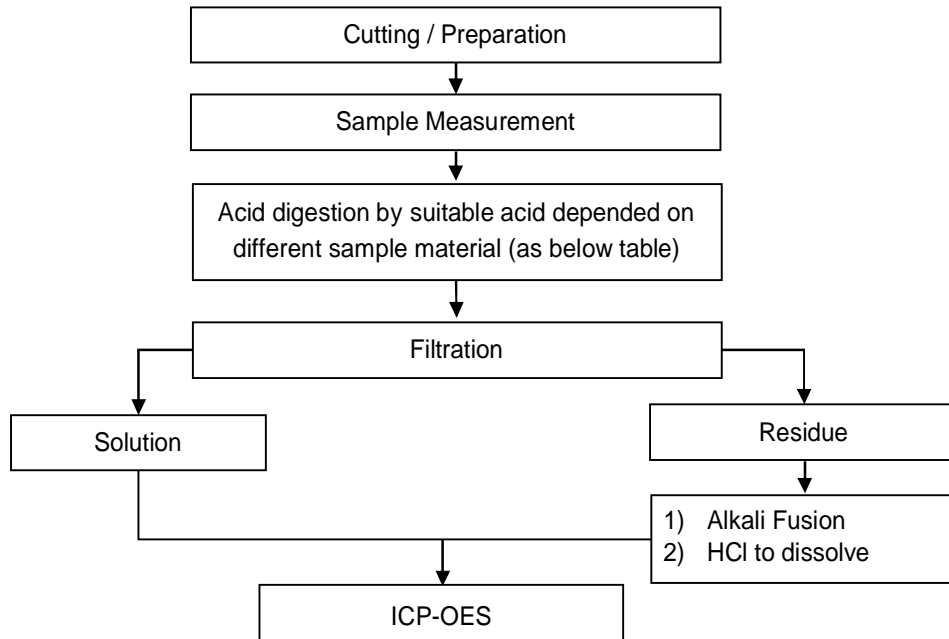 Cutting / Preparation
Sample Measurement
Acid digestion by suitable acid depended on
different sample material (as below table)
Filtration
Solution
Residue
1) Alkali Fusion
2) HCl to dissolve
ICP-OES